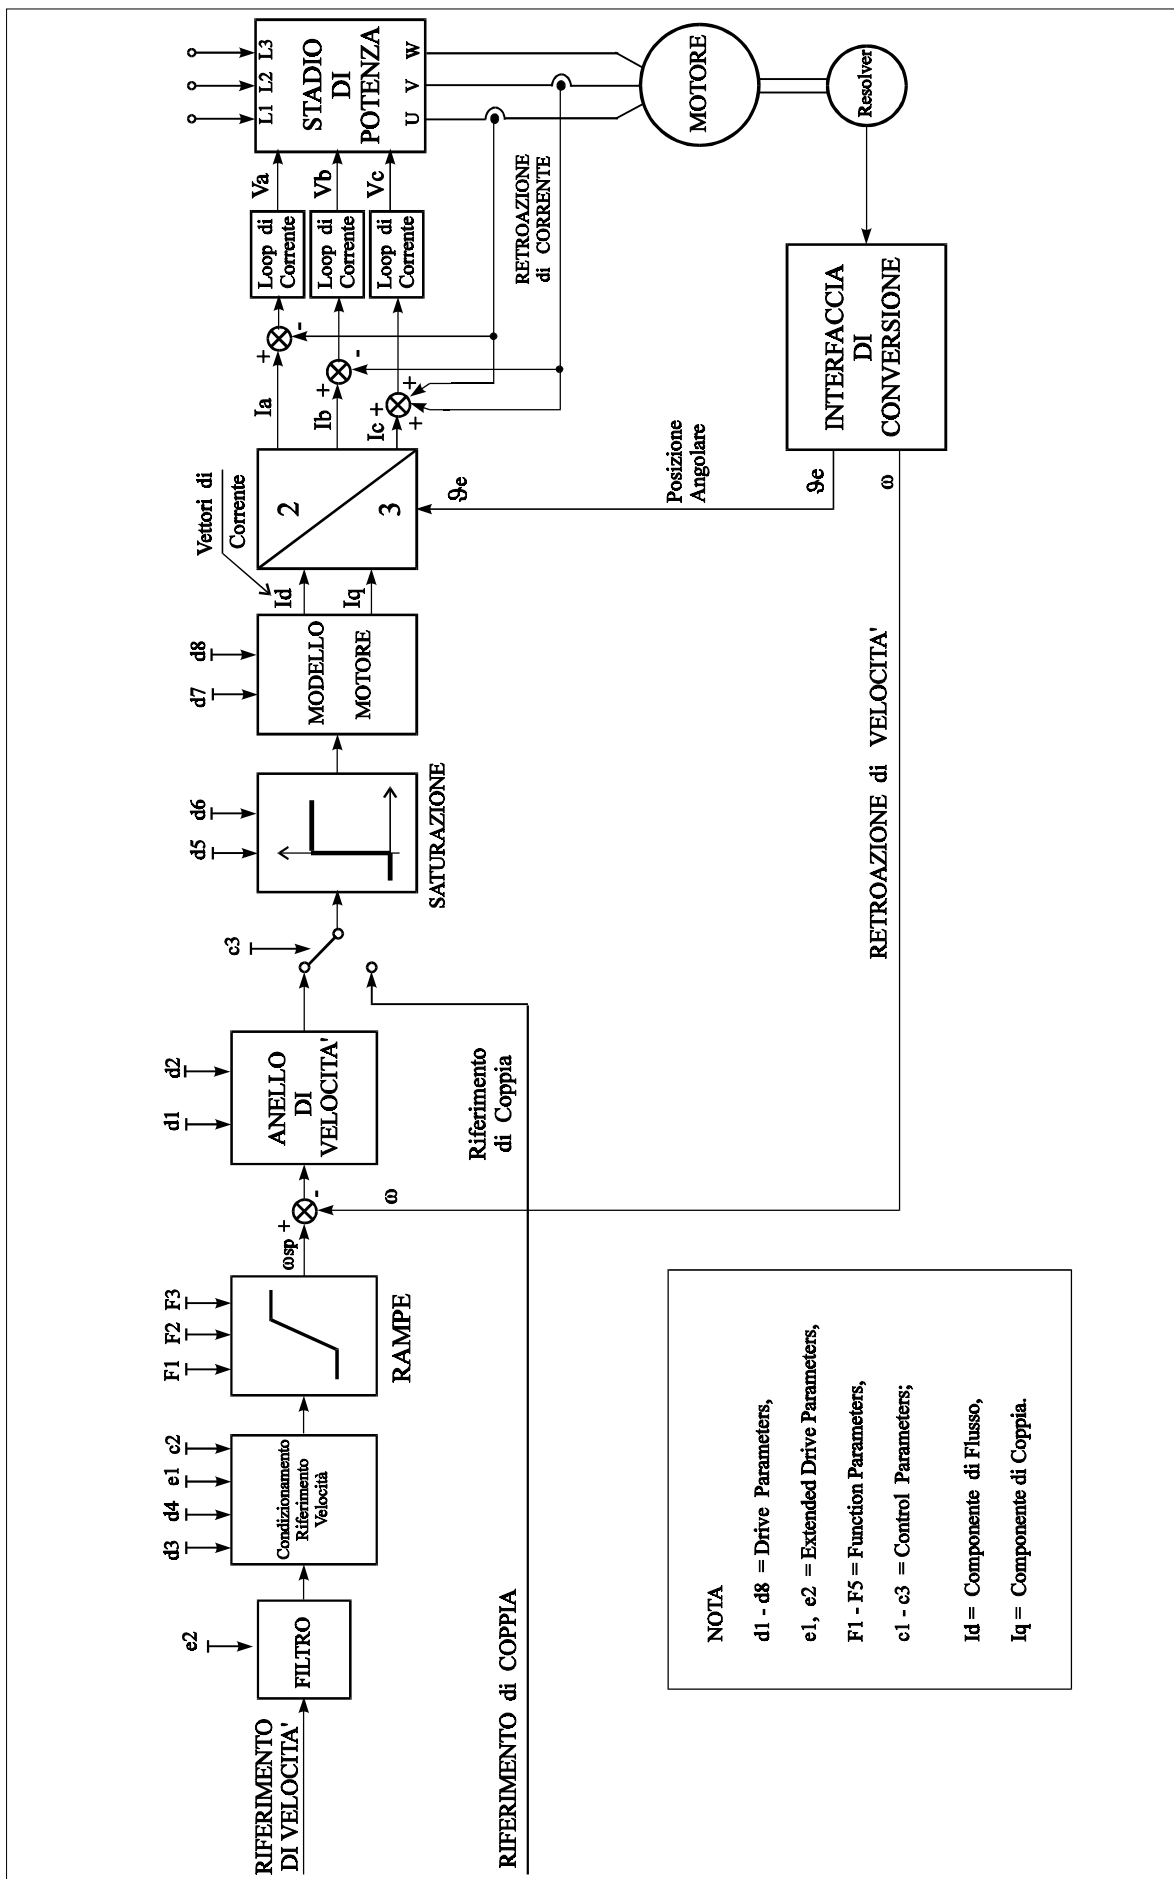 RIFERIMENTO
DI VELOCITA'
e2
FILTRO
d3
d4
e1
c2
Condizionamento
Riferimento
Velocità
F1
F2
F3
RAMPE
ωsp
+
-
ω
d1
d2
ANELLO
DI
VELOCITA'
RIFERIMENTO di COPPIA
Riferimento
di Coppia
c3
d5
d6
SATURAZIONE
d7
d8
MODELLO
MOTORE
Vettori di
Corrente
Id
Iq
2
3
ϑe
Posizione
Angolare
Ia
+
-
Ib
+
-
Ic
+
+
+
-
Loop di
Corrente
Loop di
Corrente
Loop di
Corrente
Va
Vb
Vc
RETROAZIONE
di CORRENTE
L1
L2
L3
STADIO
DI
POTENZA
U
V
W
MOTORE
Resolver
INTERFACCIA
DI
CONVERSIONE
ϑe
ω
RETROAZIONE di VELOCITA'
NOTA
d1 - d8 = Drive Parameters,
e1, e2 = Extended Drive Parameters,
F1 - F5 = Function Parameters,
c1 - c3 = Control Parameters;
Id = Componente di Flusso,
Iq = Componente di Coppia.